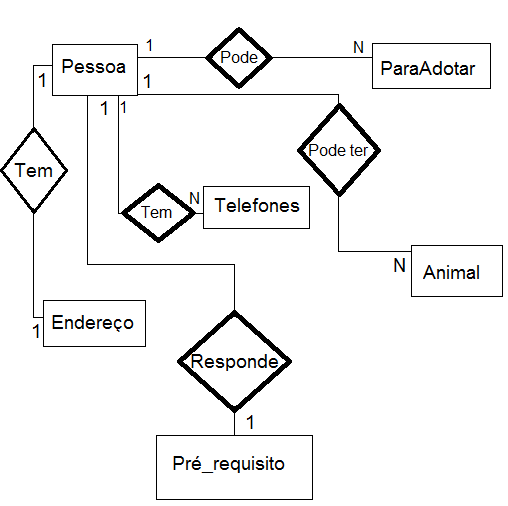 1
Pode
N
ParaAdotar
Pessoa
1
1
1
1
Pode ter
Tem
Tem
N
Telefones
N
Animal
1
Endereço
Responde
1
Pré_requisito